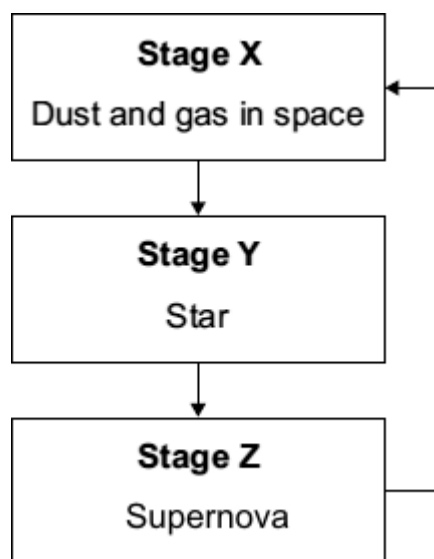 Stage X
Dust and gas in space
Stage Y
Star
Stage Z
Supernova